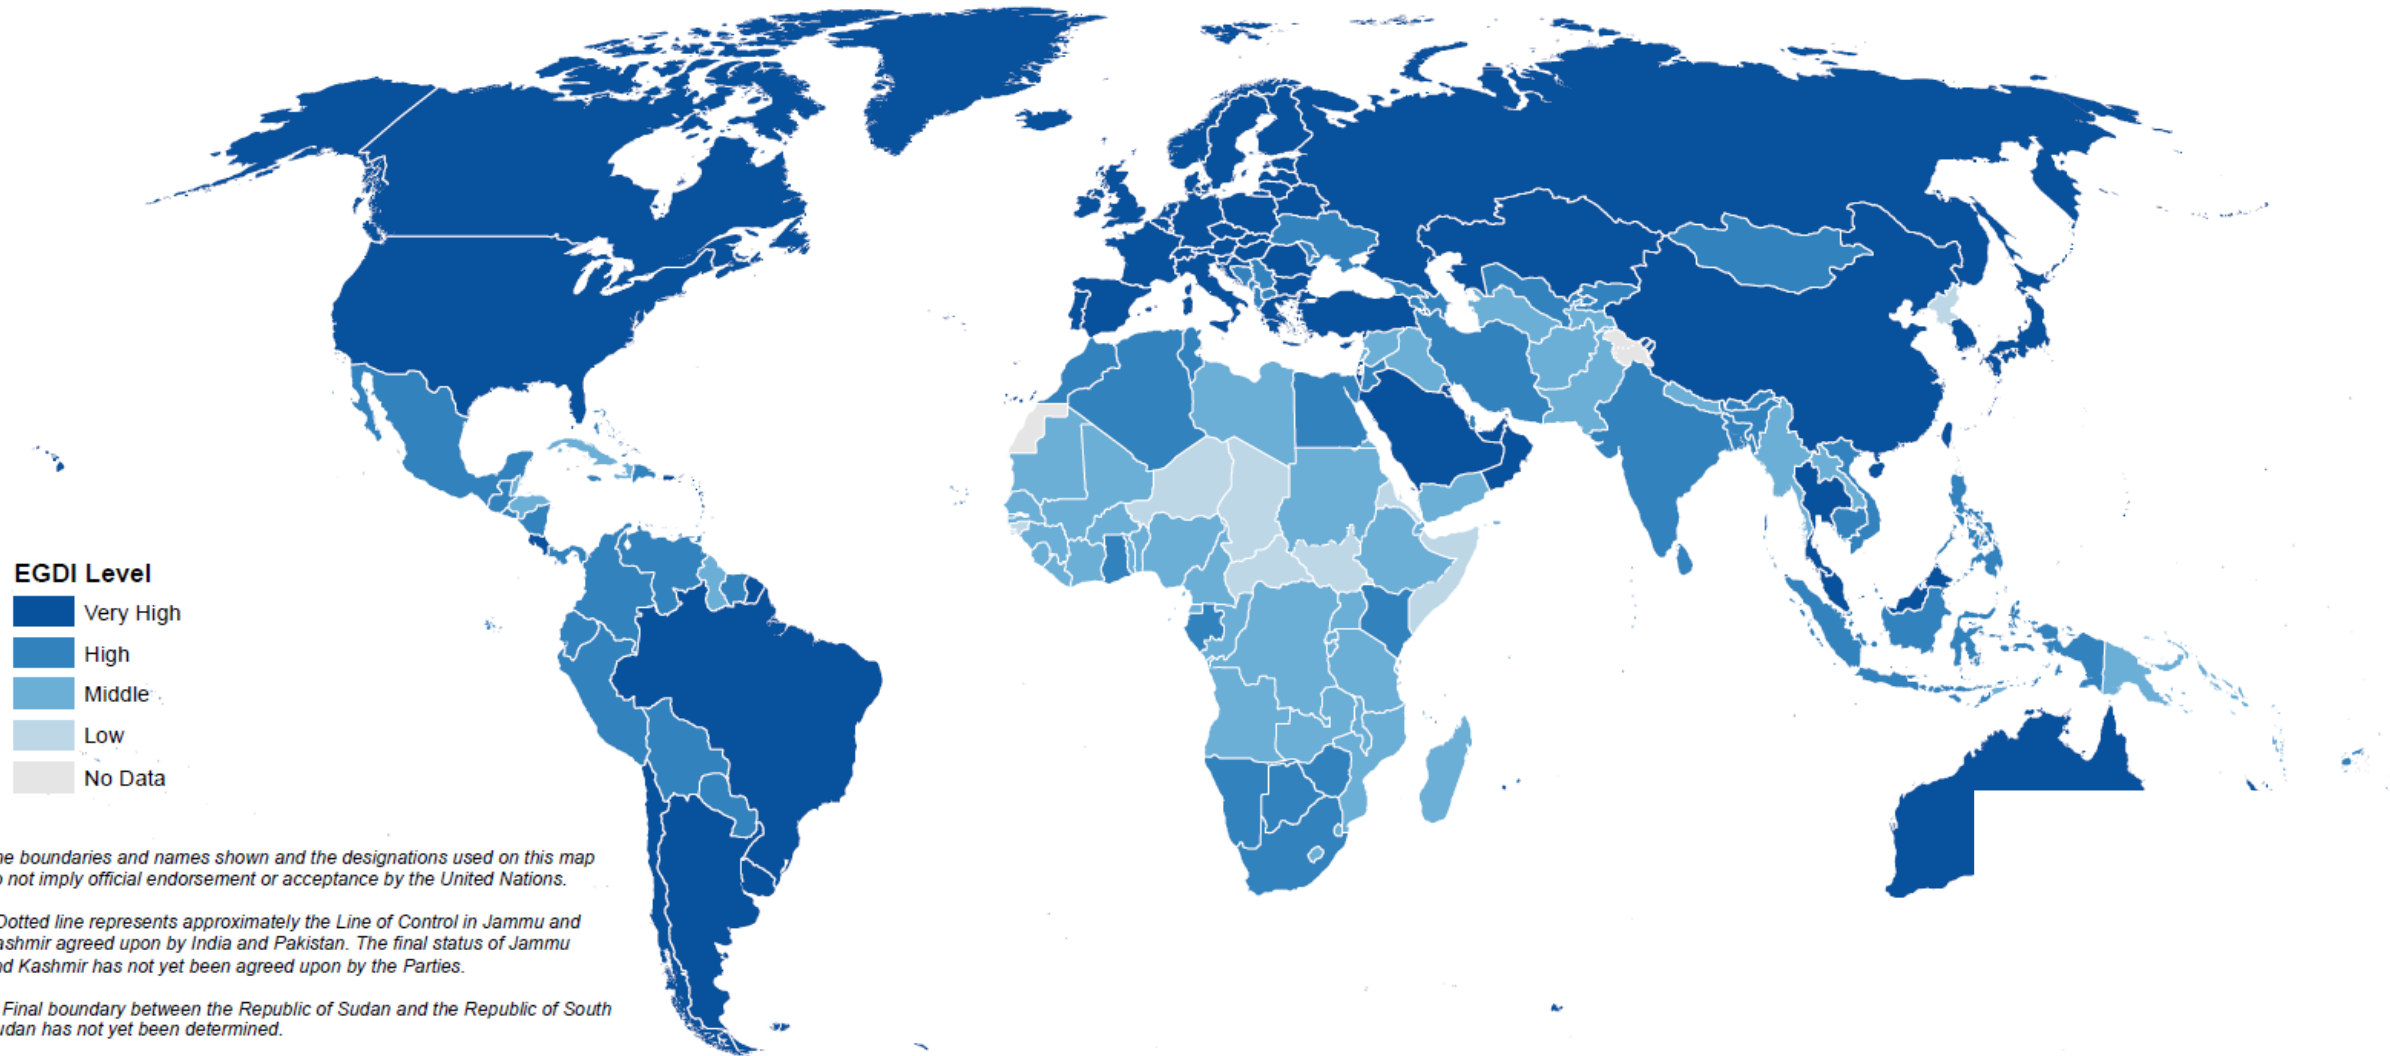 EGDI Level
Very High
High
Middle
Low
No Data
he boundaries and names shown and the designations used on this map
o not imply official endorsement or acceptance by the United Nations.
Dotted line represents approximately the Line of Control in Jammu and
ashmir agreed upon by India and Pakistan. The final status of Jammu
nd Kashmir has not yet been agreed upon by the Parties.
Final boundary between the Republic of Sudan and the Republic of South
udan has not yet been determined.